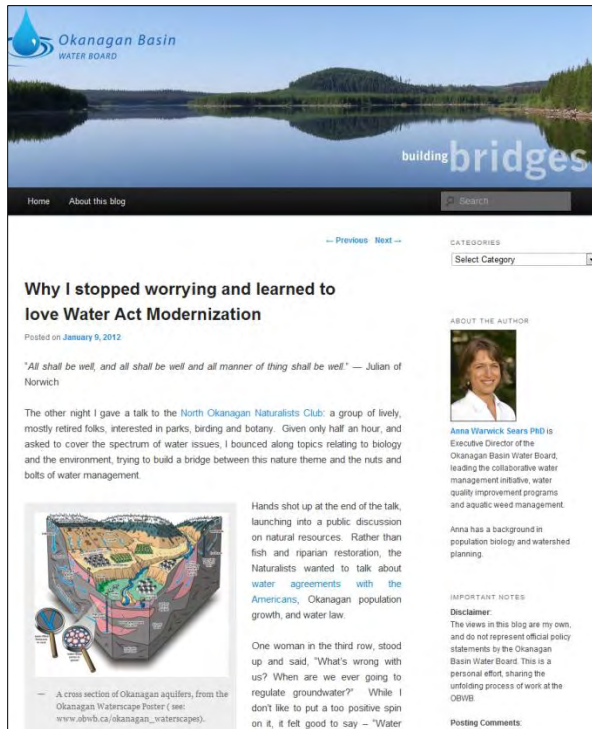 Okanagan Basin
WATER BOARD
building bridges
Home About this blog
Search
← Previous Next →
Why I stopped worrying and learned to
love Water Act Modernization
Posted on January 9, 2012
"All shall be well, and all shall be well and all manner of thing shall be well." — Julian of
Norwich
The other night I gave a talk to the North Okanagan Naturalists Club: a group of lively,
mostly retired folks, interested in parks, birding and botany. Given only half an hour, and
asked to cover the spectrum of water issues, I bounced along topics relating to biology
and the environment, trying to build a bridge between this nature theme and the nuts and
bolts of water management.
— A cross section of Okanagan aquifers, from the
Okanagan Waterscape Poster ( see:
www.obwb.ca/okanagan_waterscapes).
Hands shot up at the end of the talk,
launching into a public discussion
on natural resources. Rather than
fish and riparian restoration, the
Naturalists wanted to talk about
water agreements with the
Americans, Okanagan population
growth, and water law.
One woman in the third row, stood
up and said, "What's wrong with
us? When are we ever going to
regulate groundwater?" While I
don't like to put a too positive spin
on it, it felt good to say – "Water
CATEGORIES
Select Category
ABOUT THE AUTHOR
Anna Warwick Sears PhD is
Executive Director of the
Okanagan Basin Water Board,
leading the collaborative water
management initiative, water
quality improvement programs
and aquatic weed management.
Anna has a background in
population biology and watershed
planning.
IMPORTANT NOTES
Disclaimer:
The views in this blog are my own,
and do not represent official policy
statements by the Okanagan
Basin Water Board. This is a
personal effort, sharing the
unfolding process of work at the
OBWB.
Posting Comments: